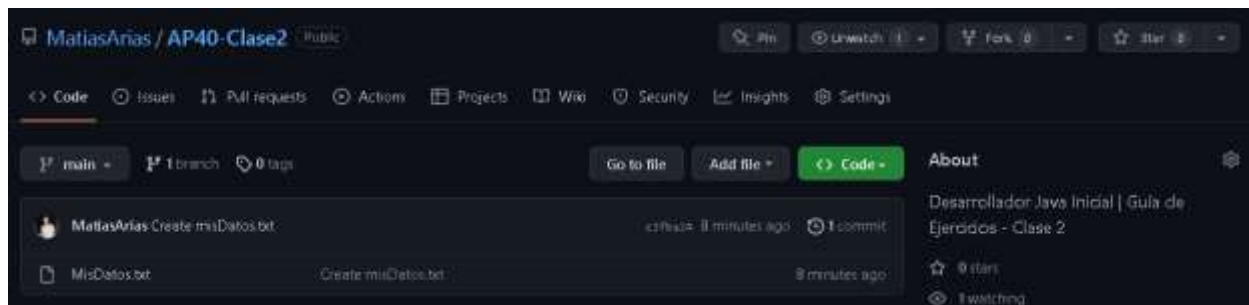 MatiasArias / AP40-Clase2 Public
Pin Unwatch 1 Fork 0 Star 0
Code Issues Pull requests Actions Projects Wiki Security Insights Settings
main 1 branch 0 tags Go to file Add file Code
About
Desarrollador Java Inicial | Guía de
Ejercicios - Clase 2
MatiasArias Create misDatos.txt 8 minutes ago 1 commit
MisDatos.txt Create misDatos.txt 8 minutes ago
0 stars
1 watching